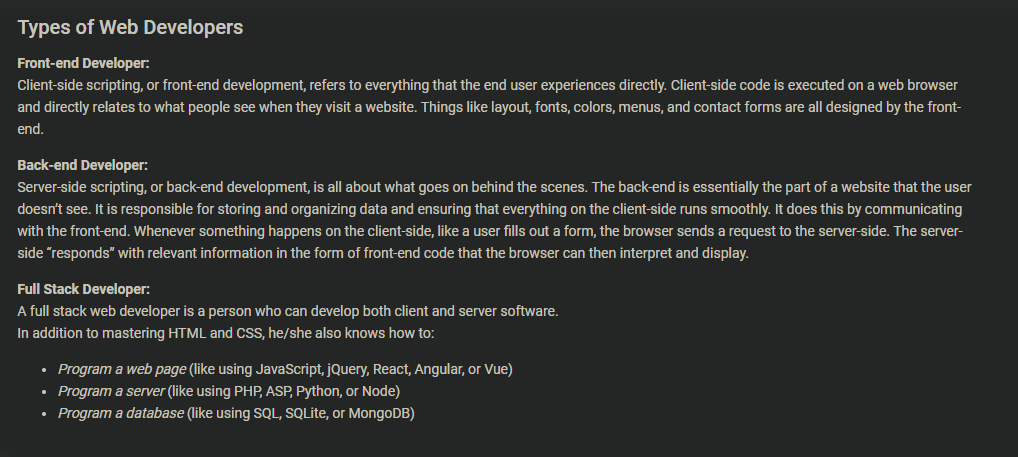 Types of Web Developers
Front-end Developer:
Client-side scripting, or front-end development, refers to everything that the end user experiences directly. Client-side code is executed on a web browser
and directly relates to what people see when they visit a website. Things like layout, fonts, colors, menus, and contact forms are all designed by the front-
end.
Back-end Developer:
Server-side scripting, or back-end development, is all about what goes on behind the scenes. The back-end is essentially the part of a website that the user
doesn’t see. It is responsible for storing and organizing data and ensuring that everything on the client-side runs smoothly. It does this by communicating
with the front-end. Whenever something happens on the client-side, like a user fills out a form, the browser sends a request to the server-side. The server-
side “responds” with relevant information in the form of front-end code that the browser can then interpret and display.
Full Stack Developer:
A full stack web developer is a person who can develop both client and server software.
In addition to mastering HTML and CSS, he/she also knows how to:
• Program a web page (like using JavaScript, jQuery, React, Angular, or Vue)
• Program a server (like using PHP, ASP, Python, or Node)
• Program a database (like using SQL, SQLite, or MongoDB)